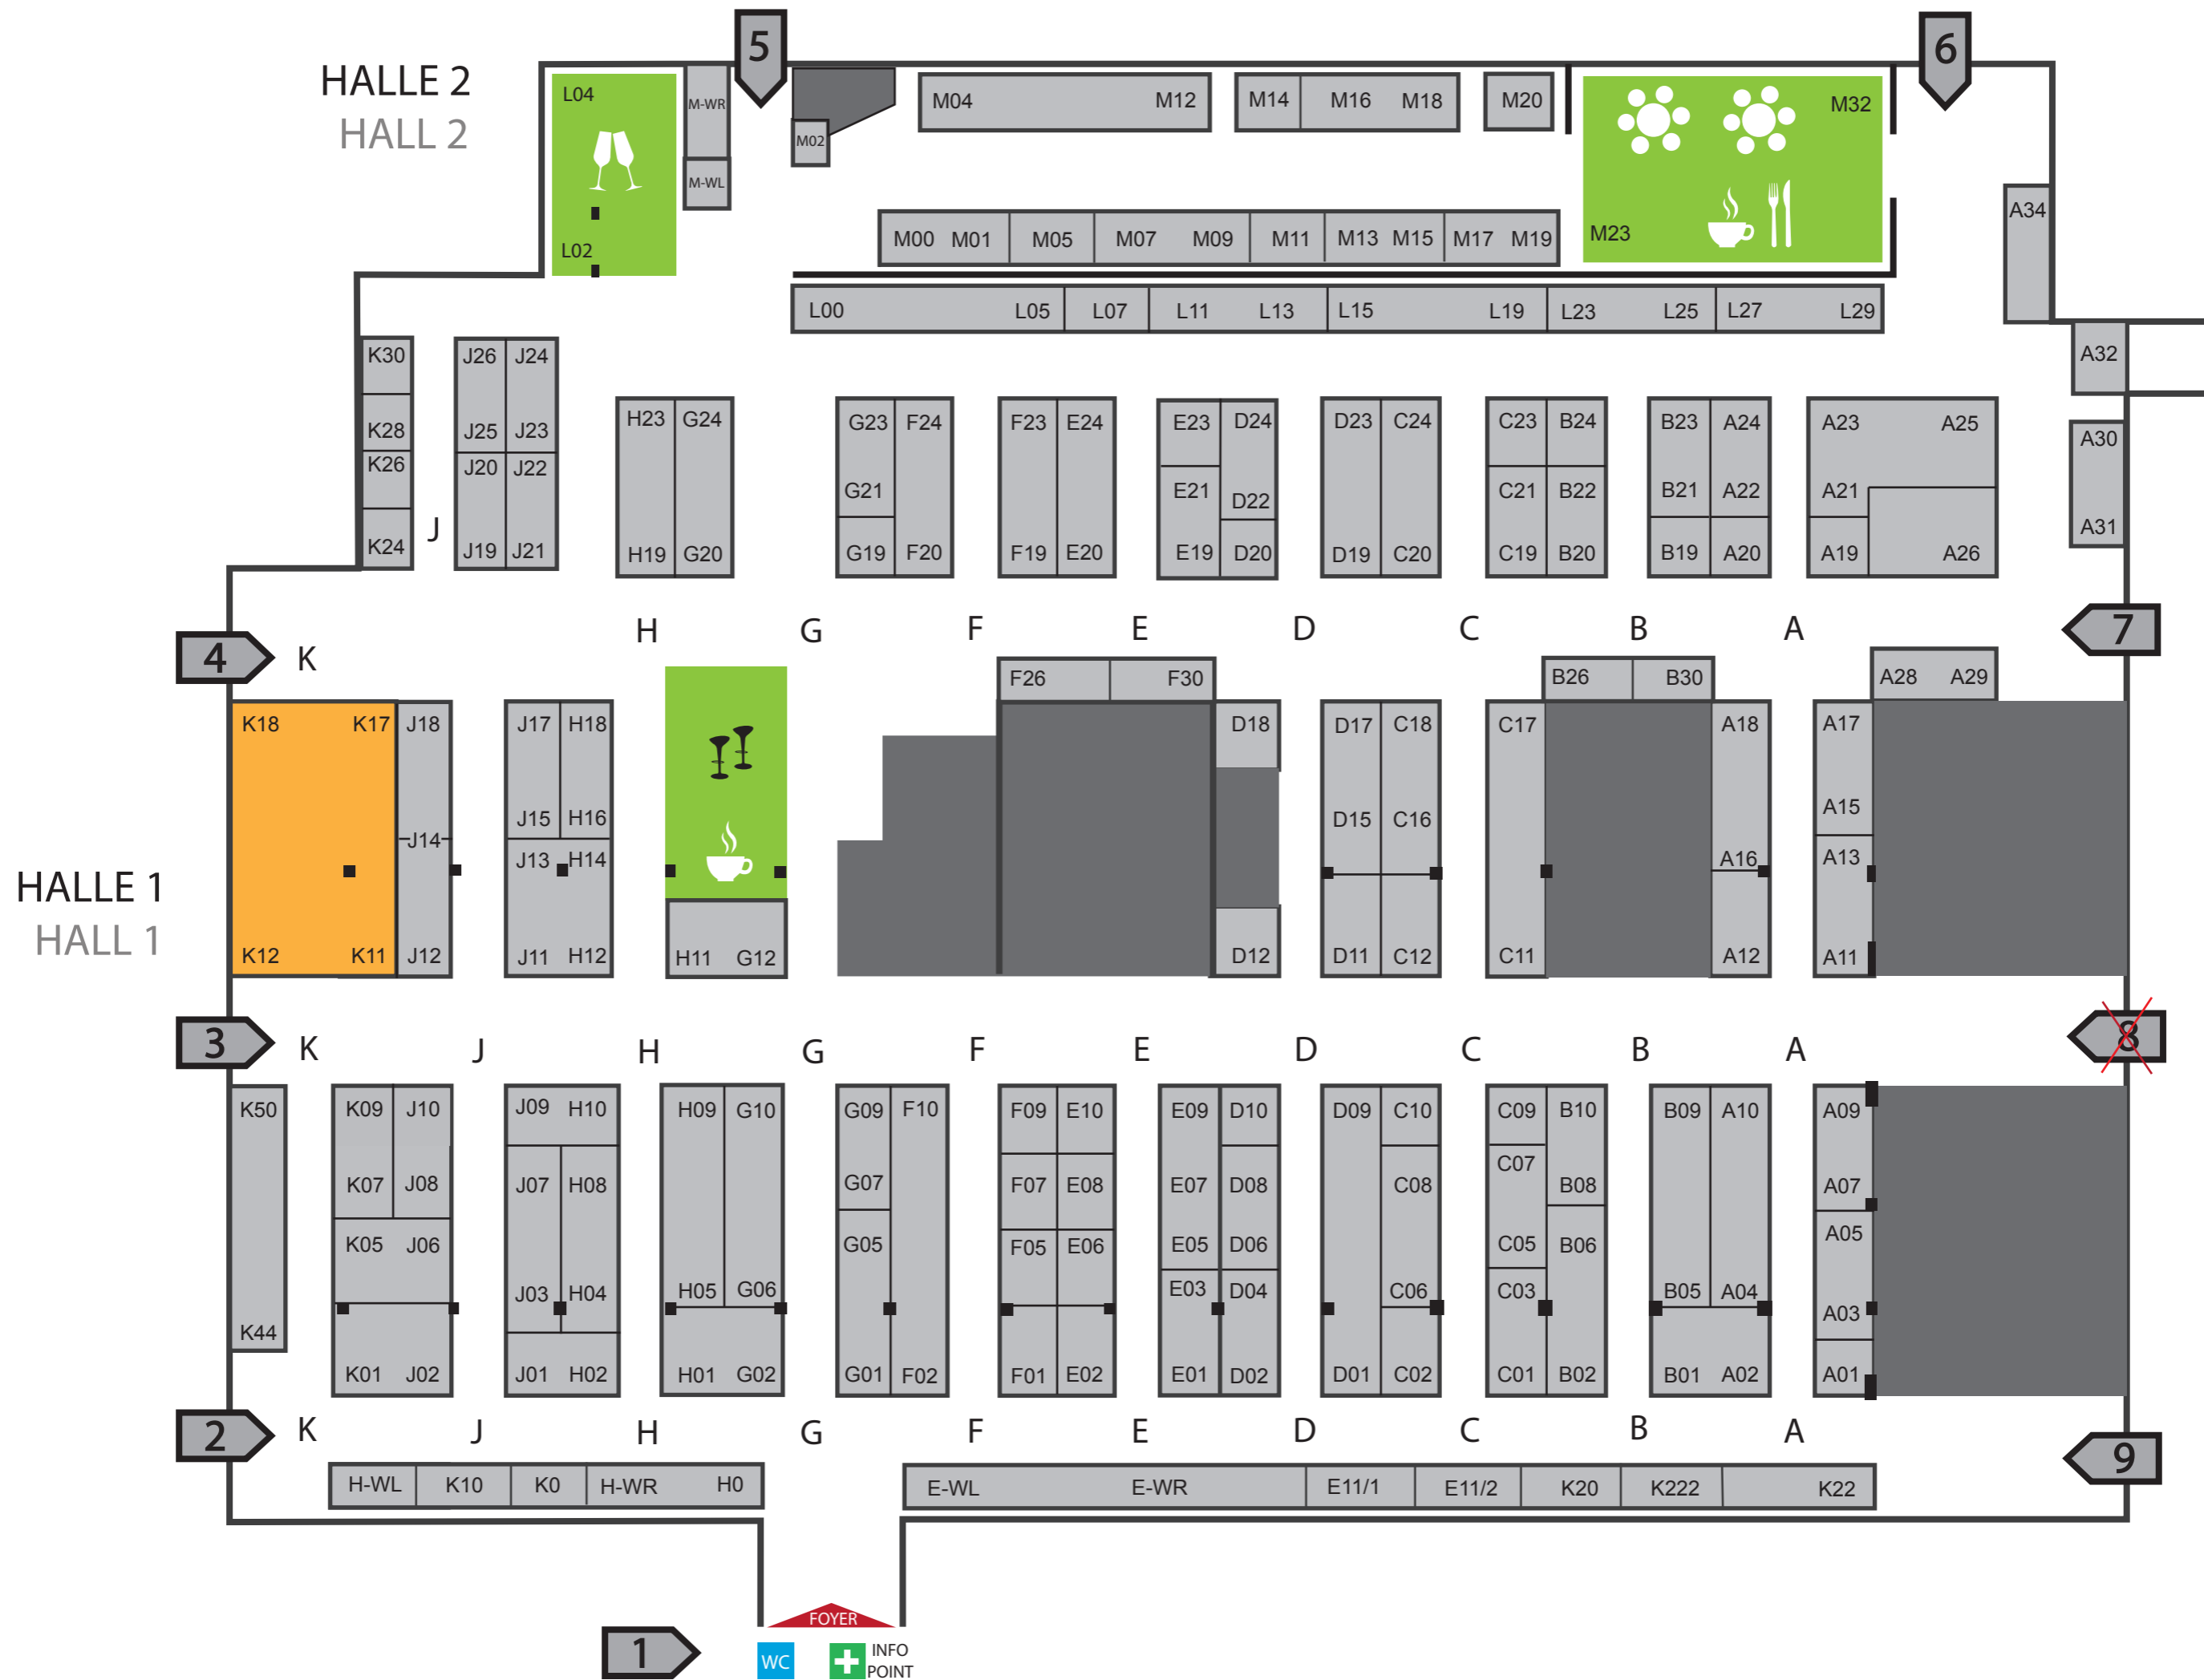 5
6
HALLE 2
HALL 2
L04
M-WR
M04 M12
M14 M16 M18
M20
M32
M02
M-WL
L02
M00 M01 M05 M07 M09 M11 M13 M15 M17 M19
M23
A34
L00 L05 L07 L11 L13 L15 L19 L23 L25 L27 L29
K30 J26 J24
A32
H23 G24 G23 F24 F23 E24 E23 D24 D23 C24 C23 B24 B23 A24 A23 A25
K28 J25 J23
A30
K26 J20 J22
G21 E21 D22 C21 B22 B21 A22 A21
J
A31
K24 J19 J21 H19 G20 G19 F20 F19 E20 E19 D20 D19 C20 C19 B20 B19 A20 A19 A26
H G F E D C B A
7
4
K
F26 F30
B26 B30
A28 A29
K18 K17 J18 J17 H18
D18 D17 C18 C17 A18 A17
J15 H16 D15 C16 A15
J14
J13 H14 A16 A13
HALLE 1
HALL 1
K12 K11 J12 J11 H12 H11 G12 D12 D11 C12 C11 A12 A11
3
K J H G F E D C B A
8
K50 K09 J10 J09 H10 H09 G10 G09 F10 F09 E10 E09 D10 D09 C10 C09 B10 B09 A10 A09
C07
K07 J08 J07 H08 G07 F07 E08 E07 D08 C08 B08 A07
A05
K05 J06 G05 F05 E06 E05 D06 C05 B06
J03 H04 H05 G06 E03 D04 C06 C03 B05 A04
A03
K44
K01 J02 J01 H02 H01 G02 G01 F02 F01 E02 E01 D02 D01 C02 C01 B02 B01 A02 A01
2
K J H G F E D C B A
9
H-WL K10 K0 H-WR H0
E-WL E-WR E11/1 E11/2 K20 K222 K22
FOYER
1
WC
INFO
POINT